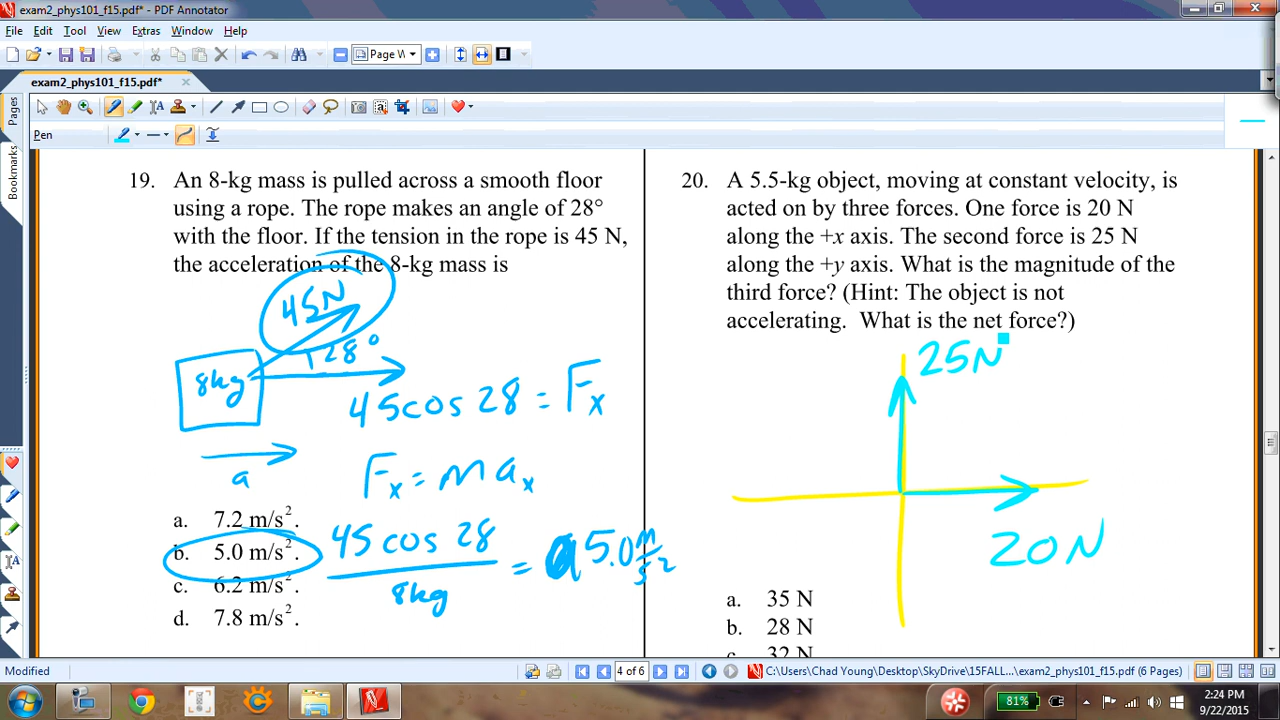 exam2_phys101_f15.pdf* - PDF Annotator
File Edit Tool View Extras Window Help
Page W
exam2_phys101_f15.pdf*
Pen
Pages
Bookmarks
19. An 8-kg mass is pulled across a smooth floor
using a rope. The rope makes an angle of 28°
with the floor. If the tension in the rope is 45 N,
the acceleration of the 8-kg mass is
45N
28°
8kg
45cos 28 = Fx
a
Fx = m ax
a. 7.2 m/s².
b. 5.0 m/s².
c. 6.2 m/s².
d. 7.8 m/s².
45 cos 28
8kg
= a 5.0 m/s²
20. A 5.5-kg object, moving at constant velocity, is
acted on by three forces. One force is 20 N
along the +x axis. The second force is 25 N
along the +y axis. What is the magnitude of the
third force? (Hint: The object is not
accelerating. What is the net force?)
25N
20N
a. 35 N
b. 28 N
c. 32 N
Modified
4 of 6
C:\Users\Chad Young\Desktop\SkyDrive\15FALL...\exam2_phys101_f15.pdf (6 Pages)
81%
2:24 PM
9/22/2015